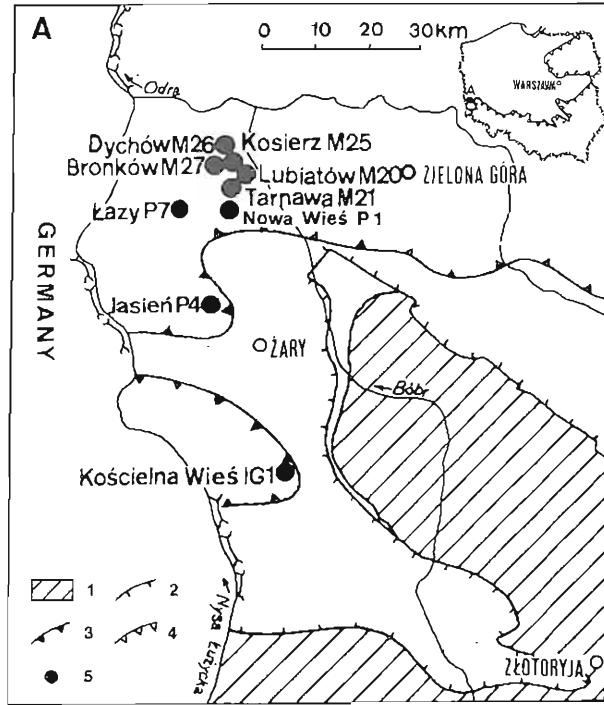 A
0 10 20 30km
WARSZAWA
A
Odra
Dychów M26
Kosierz M25
Bronków M27
Lubiatów M20
ZIELONA GÓRA
Tarnawa M21
Łazy P7
Nowa Wieś P1
GERMANY
Jasień P4
ŻARY
Bóbr
Kościelna Wieś IG1
1 2
3 4
5
Nysa Łużycka
ZŁOTORYJA